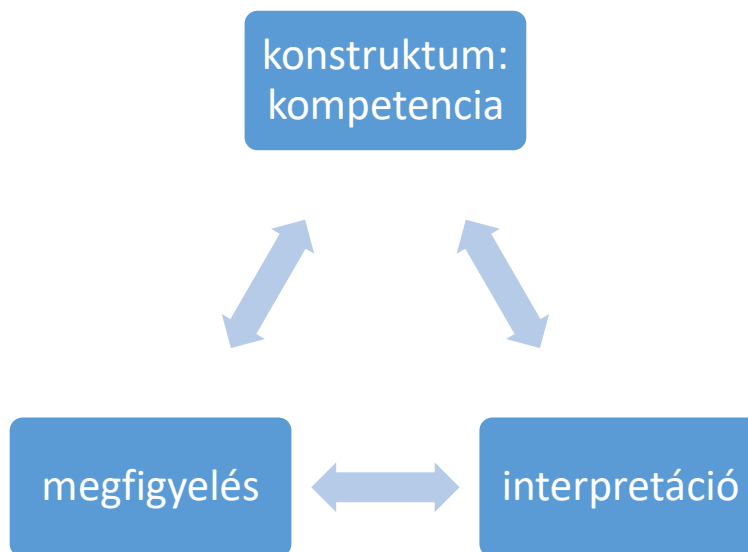 konstruktum:
kompetencia
megfigyelés
interpretáció